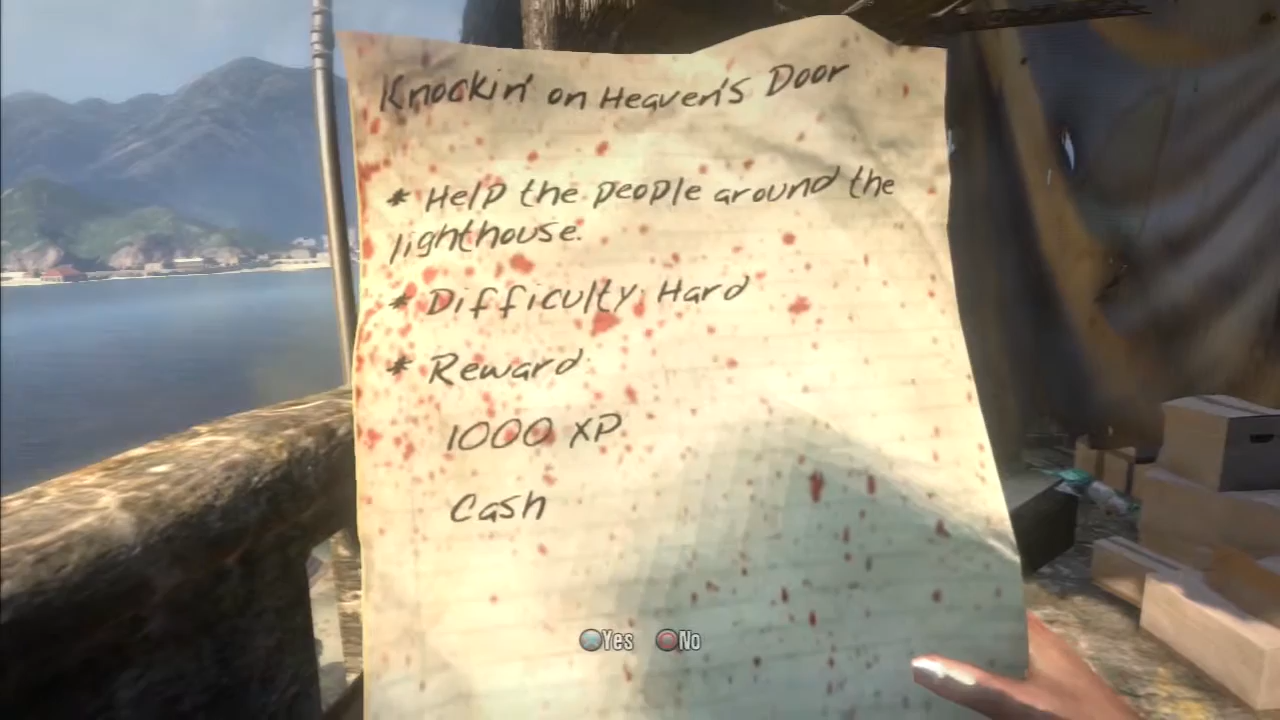 Knockin' on Heaven's Door
* Help the people around the
lighthouse.
* Difficulty: Hard
* Reward
1000 XP
Cash
Yes No